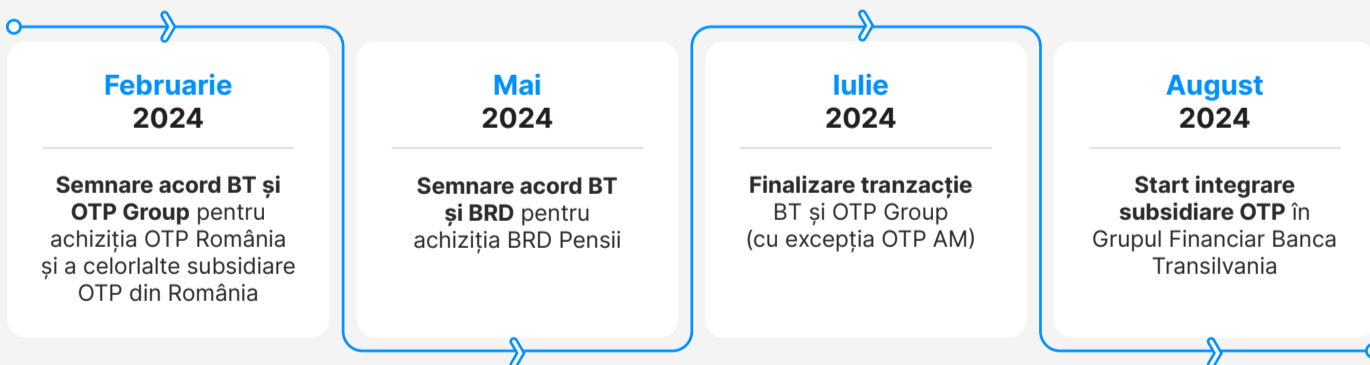 Februarie
2024
Semnare acord BT și
OTP Group pentru
achiziția OTP România
și a celorlalte subsidiare
OTP din România
Mai
2024
Semnare acord BT
și BRD pentru
achiziția BRD Pensii
Iulie
2024
Finalizare tranzacție
BT și OTP Group
(cu excepția OTP AM)
August
2024
Start integrare
subsidiare OTP în
Grupul Financiar Banca
Transilvania